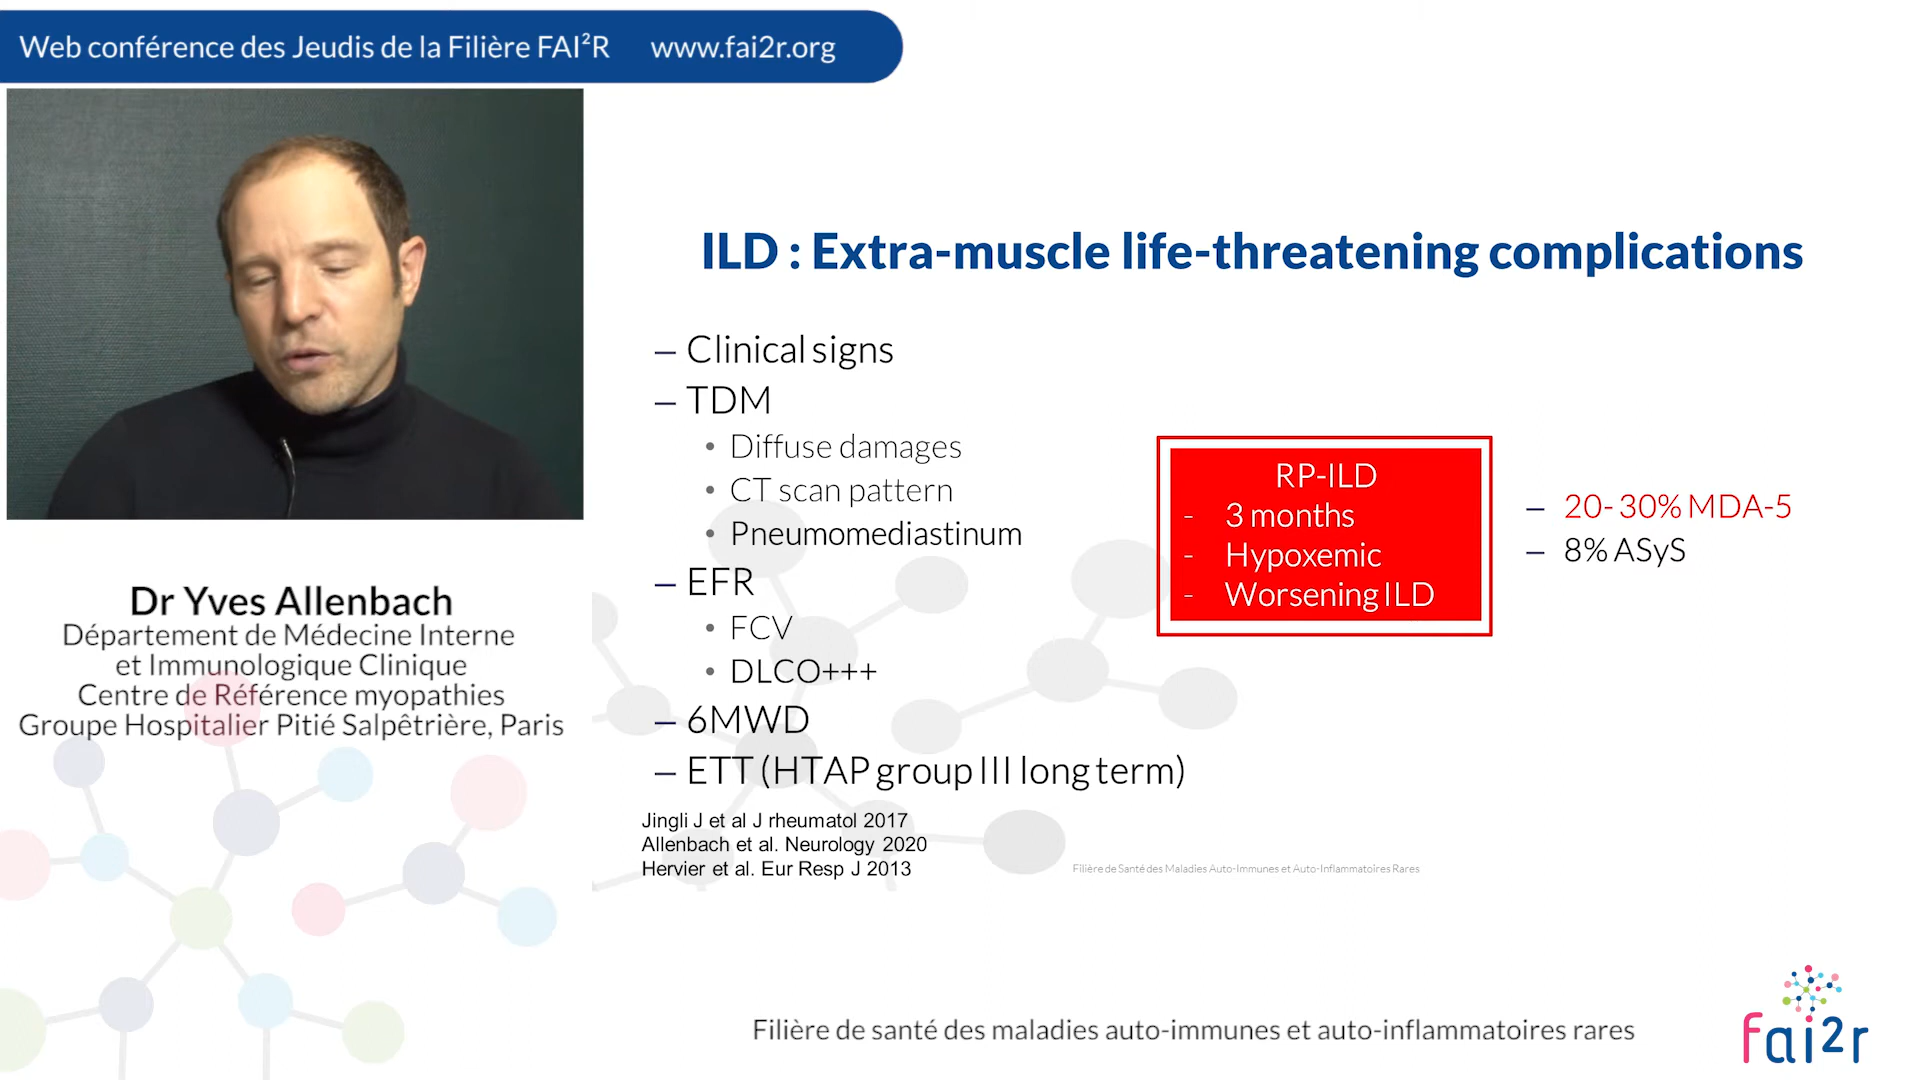 Web conférence des Jeudis de la Filière FAI²R www.fai2r.org
Dr Yves Allenbach
Département de Médecine Interne
et Immunologique Clinique
Centre de Référence myopathies
Groupe Hospitalier Pitié Salpêtrière, Paris
ILD : Extra-muscle life-threatening complications
– Clinical signs
– TDM
• Diffuse damages
• CT scan pattern
• Pneumomediastinum
– EFR
• FCV
• DLCO+++
– 6MWD
– ETT (HTAP group III long term)
RP-ILD
- 3 months
- Hypoxemic
- Worsening ILD
– 20-30% MDA-5
– 8% ASyS
Jingli J et al J rheumatol 2017
Allenbach et al. Neurology 2020
Hervier et al. Eur Resp J 2013
Filière de Santé des Maladies Auto-Immunes et Auto-Inflammatoires Rares
Filière de santé des maladies auto-immunes et auto-inflammatoires rares
fai2r